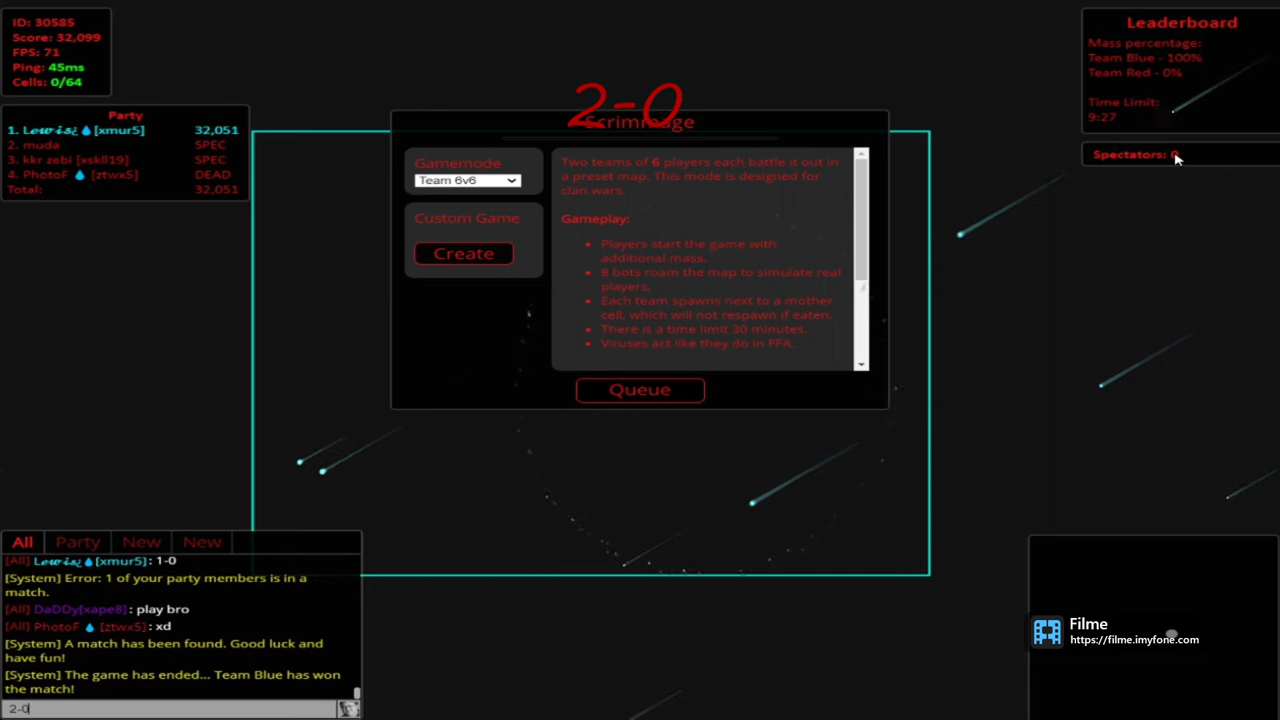 ID: 30585
Score: 32,099
FPS: 71
Ping: 45ms
Cells: 0/64
Party
1. Lewis¿💧[xmur5] 32,051
2. muda SPEC
3. kkr zebi [xskll19] SPEC
4. PhotoF 💧 [ztwx5] DEAD
Total: 32,051
2-0
Scrimmage
Gamemode
Team 6v6
Custom Game
Create
Two teams of 6 players each battle it out in
a preset map. This mode is designed for
clan wars.
Gameplay:
• Players start the game with
additional mass.
• 8 bots roam the map to simulate real
players.
• Each team spawns next to a mother
cell, which will not respawn if eaten.
• There is a time limit 30 minutes.
• Viruses act like they do in FFA.
Queue
Leaderboard
Mass percentage:
Team Blue - 100%
Team Red - 0%
Time Limit:
9:27
Spectators: 0
All Party New New
[All] Lewis¿💧[xmur5]: 1-0
[System] Error: 1 of your party members is in a
match.
[All] DaDDy[xape8]: play bro
[All] PhotoF 💧 [ztwx5]: xd
[System] A match has been found. Good luck and
have fun!
[System] The game has ended... Team Blue has won
the match!
2-0
Filme
https://filme.imyfone.com